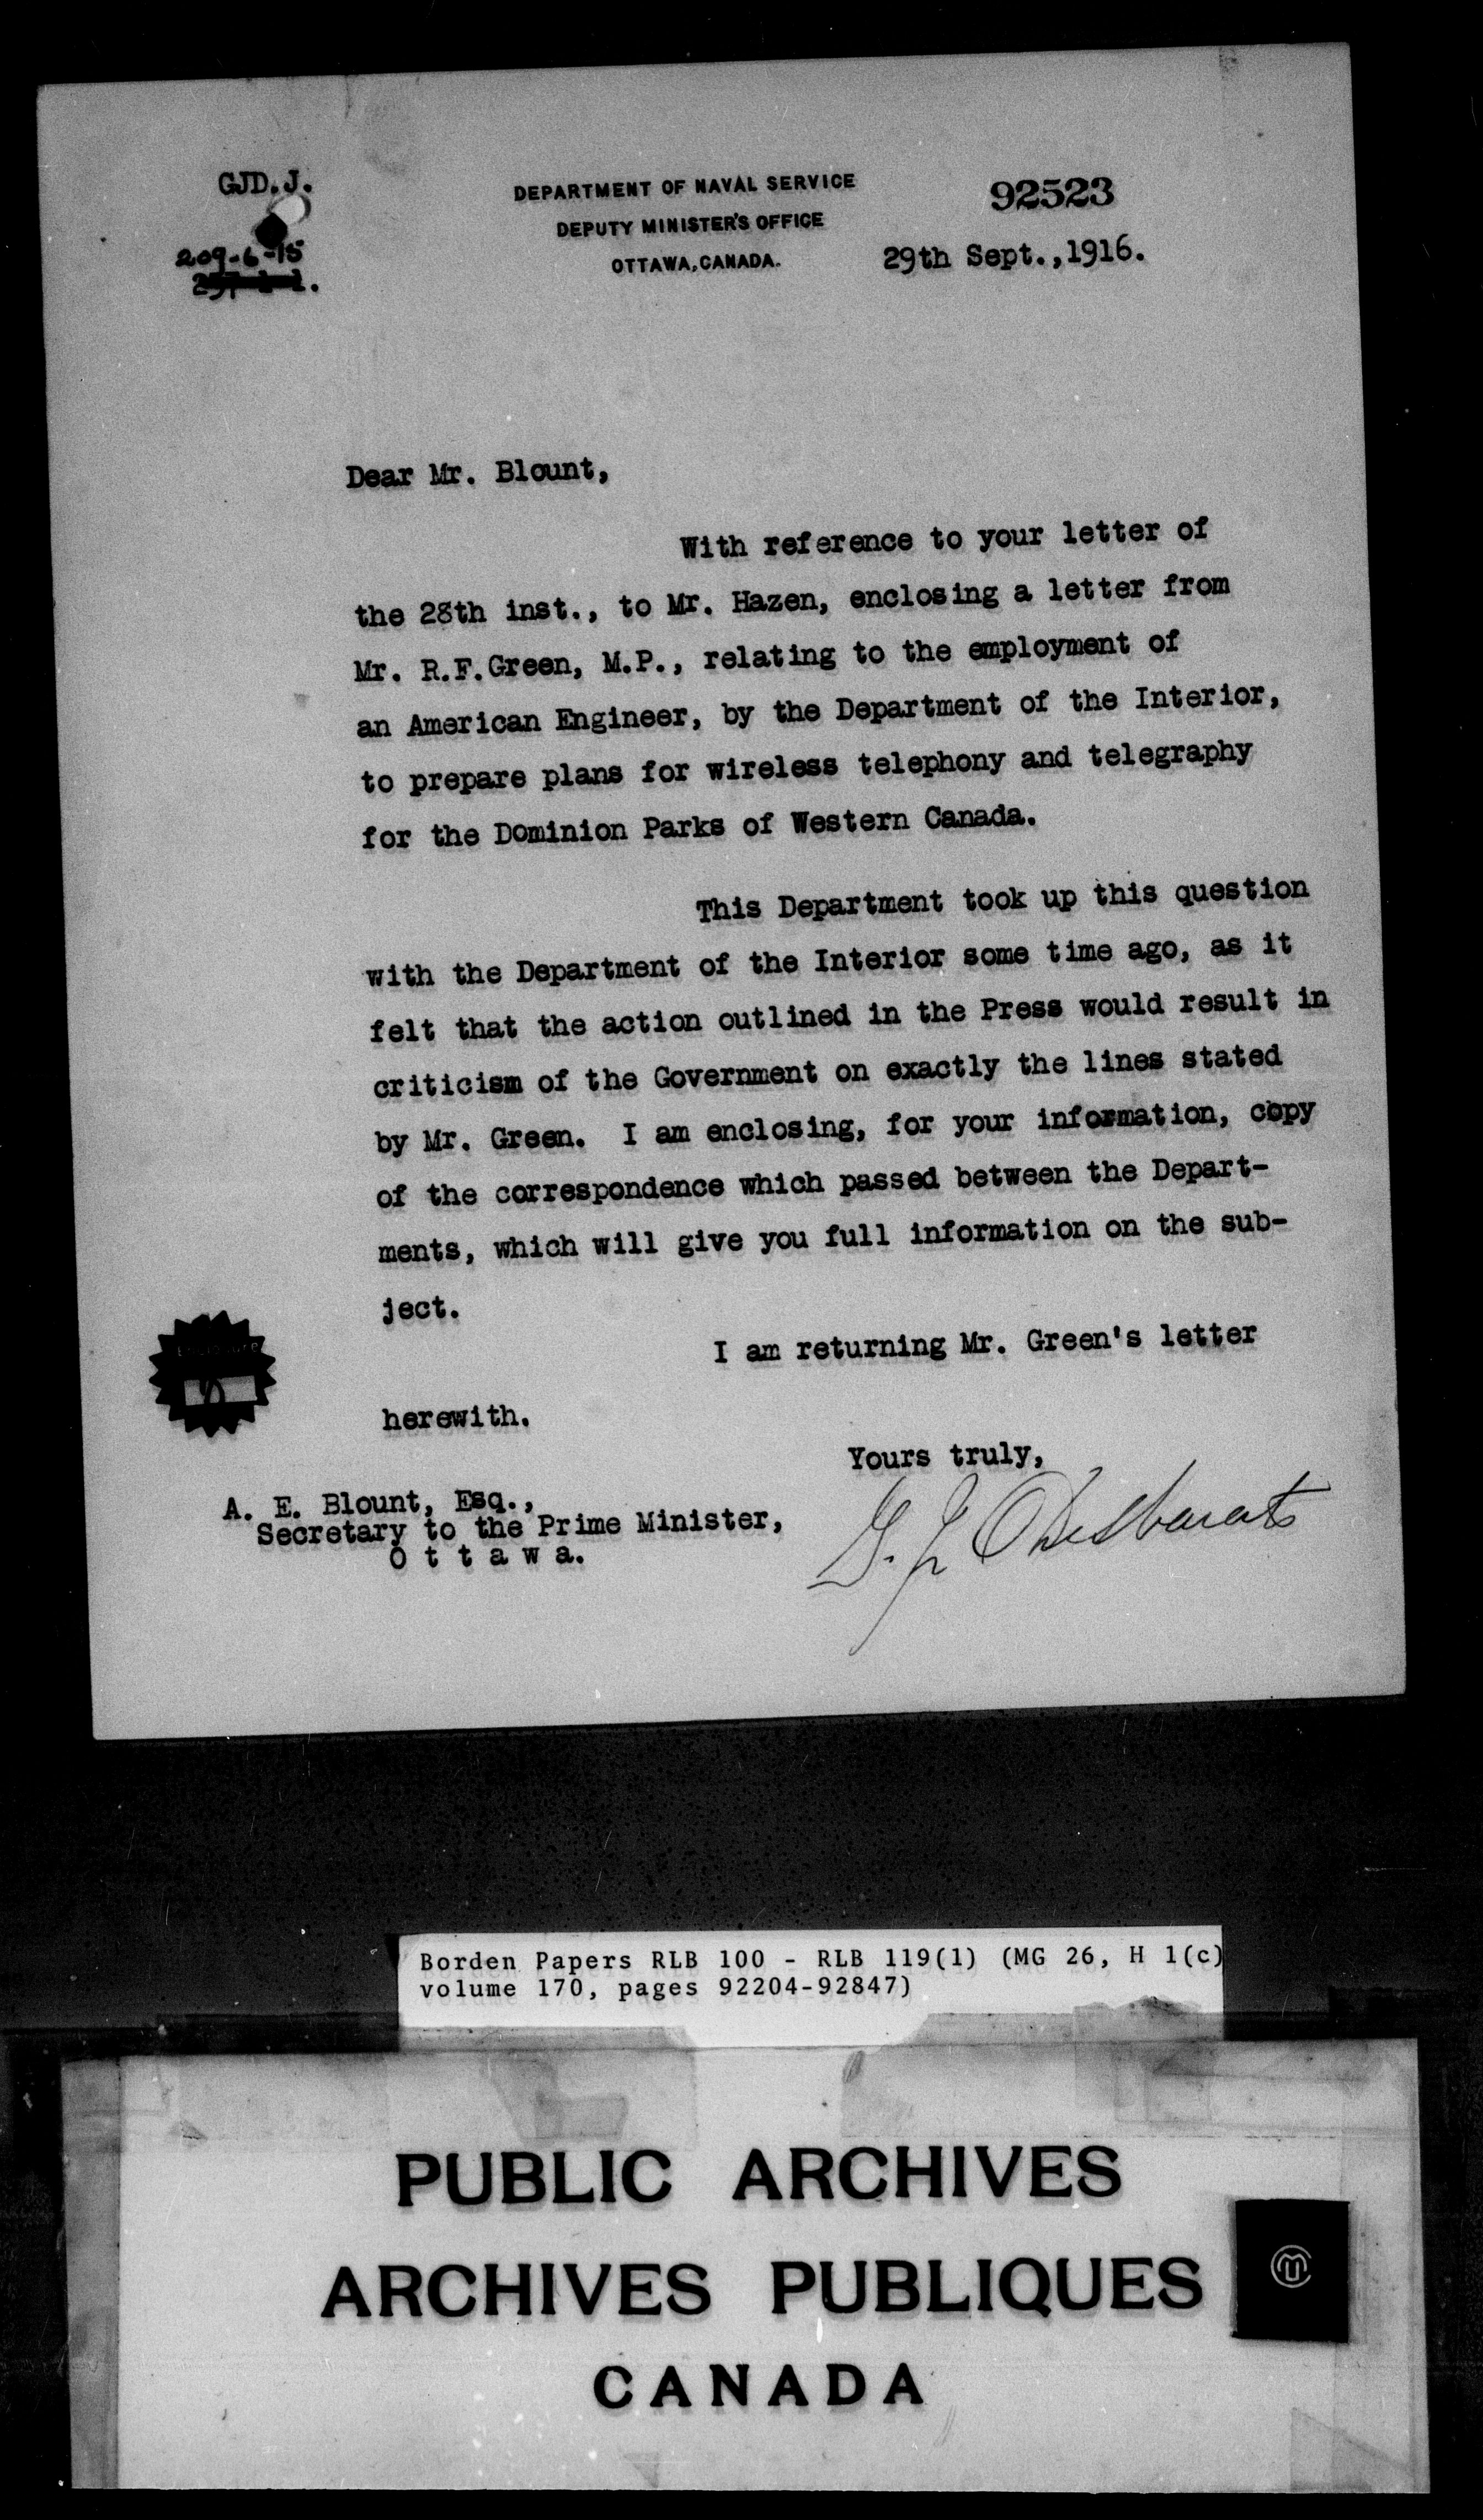 GJD.J.
DEPARTMENT OF NAVAL SERVICE
92523
DEPUTY MINISTER'S OFFICE
209-6-15
OTTAWA, CANADA.
29th Sept.,1916.
Dear Mr. Blount,
With reference to your letter of
the 28th inst., to Mr. Hazen, enclosing a letter from
Mr. R.F.Green, M.P., relating to the employment of
an American Engineer, by the Department of the Interior,
to prepare plans for wireless telephony and telegraphy
for the Dominion Parks of Western Canada.
This Department took up this question
with the Department of the Interior some time ago, as it
felt that the action outlined in the Press would result in
criticism of the Government on exactly the lines stated
by Mr. Green. I am enclosing, for your information, copy
of the correspondence which passed between the Depart-
ments, which will give you full information on the sub-
ject.
I am returning Mr. Green's letter
herewith.
Yours truly,
G. J. Desbarats
A. E. Blount, Esq.,
Secretary to the Prime Minister,
O t t a w a.
Borden Papers RLB 100 - RLB 119(1) (MG 26, H 1(c)
volume 170, pages 92204-92847)
PUBLIC ARCHIVES
ARCHIVES PUBLIQUES
CANADA